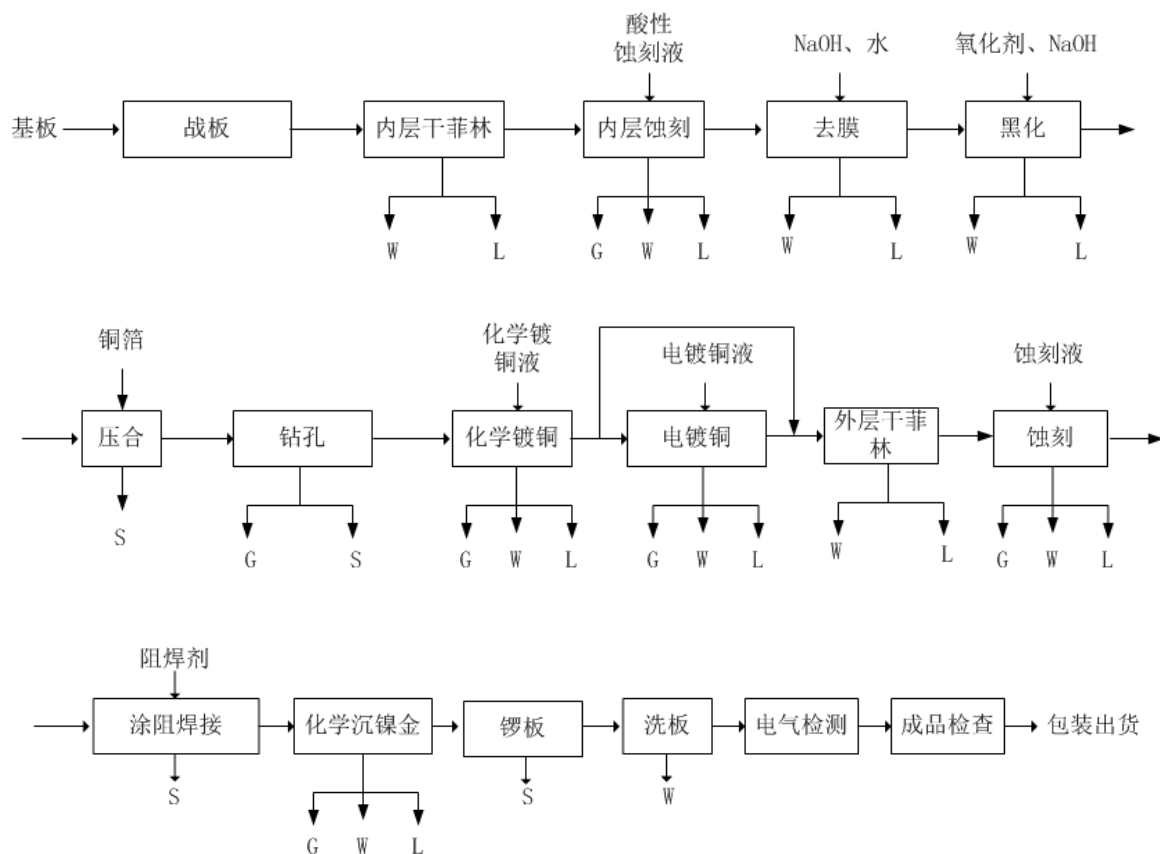 酸性
蚀刻液
NaOH、水
氧化剂、NaOH
基板
战板
内层干菲林
内层蚀刻
去膜
黑化
W
L
G
W
L
W
L
W
L
铜箔
化学镀
铜液
电镀铜液
蚀刻液
压合
钻孔
化学镀铜
电镀铜
外层干菲
林
蚀刻
S
G
S
G
W
L
G
W
L
W
L
G
W
L
阻焊剂
涂阻焊接
化学沉镍金
锣板
洗板
电气检测
成品检查
包装出货
S
G
W
L
S
W